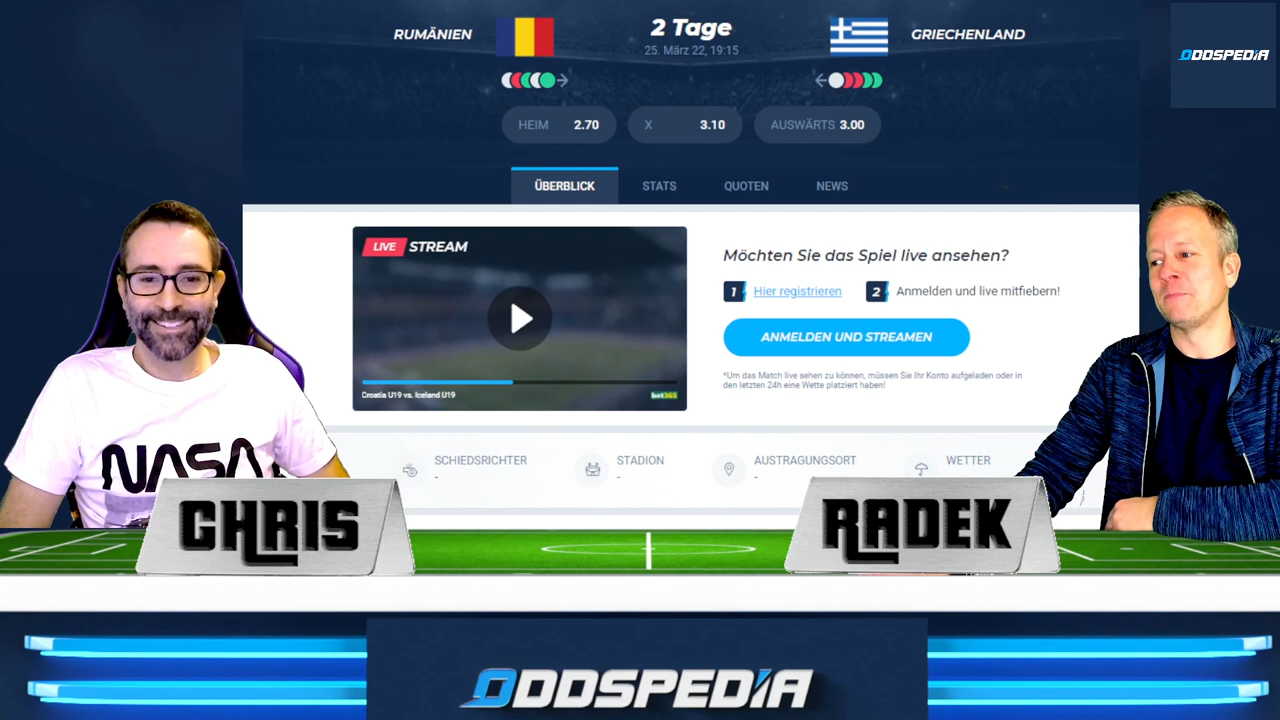 2 Tage
RUMÄNIEN
GRIECHENLAND
25. März 22, 19:15
ODDSPEDIA
HEIM 2.70
X 3.10
AUSWÄRTS 3.00
ÜBERBLICK
STATS
QUOTEN
NEWS
LIVE STREAM
Croatia U19 vs. Iceland U19
bet365
Möchten Sie das Spiel live ansehen?
1 Hier registrieren
2 Anmelden und live mitfiebern!
ANMELDEN UND STREAMEN
*Um das Match live sehen zu können, müssen Sie Ihr Konto aufgeladen oder in
den letzten 24h eine Wette platziert haben!
SCHIEDSRICHTER
-
STADION
-
AUSTRAGUNGSORT
-
WETTER
NASA
CHRIS
RADEK
ODDSPEDIA